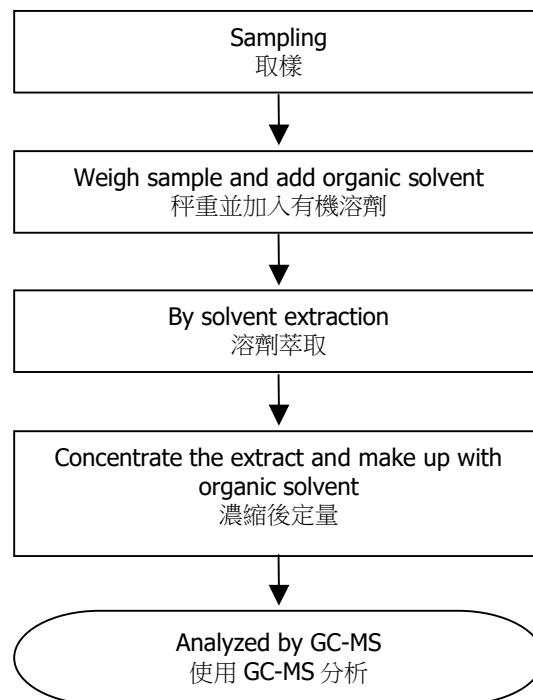 Sampling
取樣
Weigh sample and add organic solvent
秤重並加入有機溶劑
By solvent extraction
溶劑萃取
Concentrate the extract and make up with
organic solvent
濃縮後定量
Analyzed by GC-MS
使用 GC-MS 分析